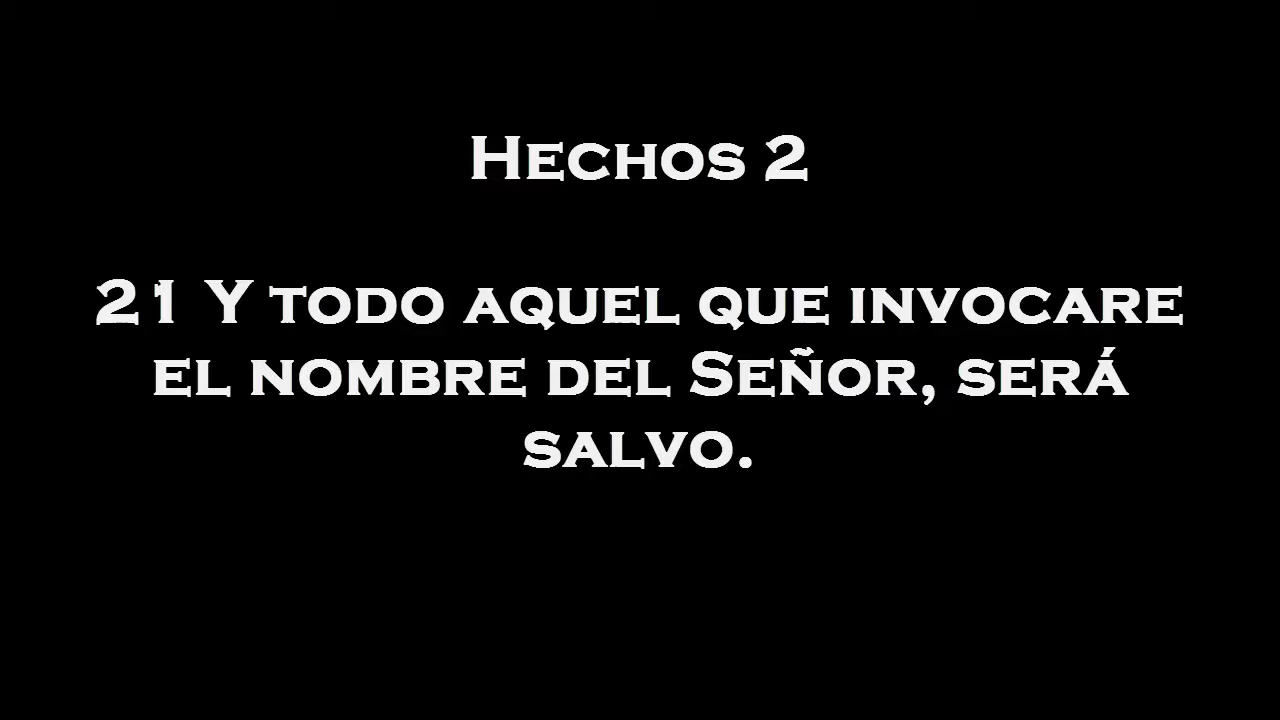 Hechos 2
21 Y todo aquel que invocare
el nombre del Señor, será
salvo.